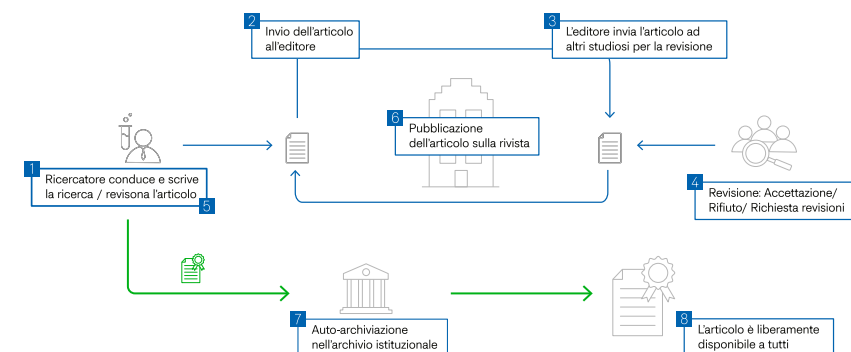 1
Ricercatore conduce e scrive
la ricerca / revisona l'articolo
5
2
Invio dell'articolo
all'editore
3
L'editore invia l'articolo ad
altri studiosi per la revisione
6
Pubblicazione
dell'articolo sulla rivista
4
Revisione: Accettazione/
Rifiuto/ Richiesta revisioni
7
Auto-archiviazione
nell'archivio istituzionale
8
L'articolo è liberamente
disponibile a tutti